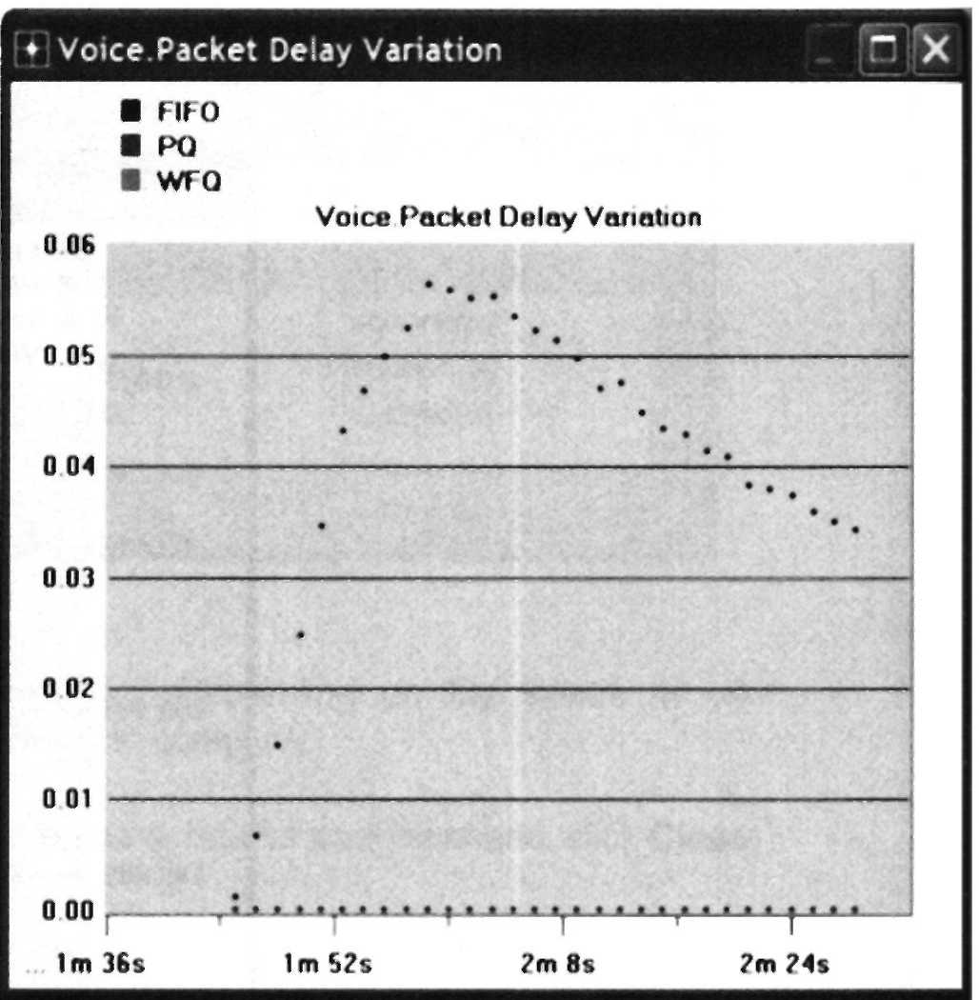 Voice.Packet Delay Variation
FIFO
PQ
WFQ
Voice.Packet Delay Variation
0.06
0.05
0.04
0.03
0.02
0.01
0.00
... 1m 36s 1m 52s 2m 8s 2m 24s